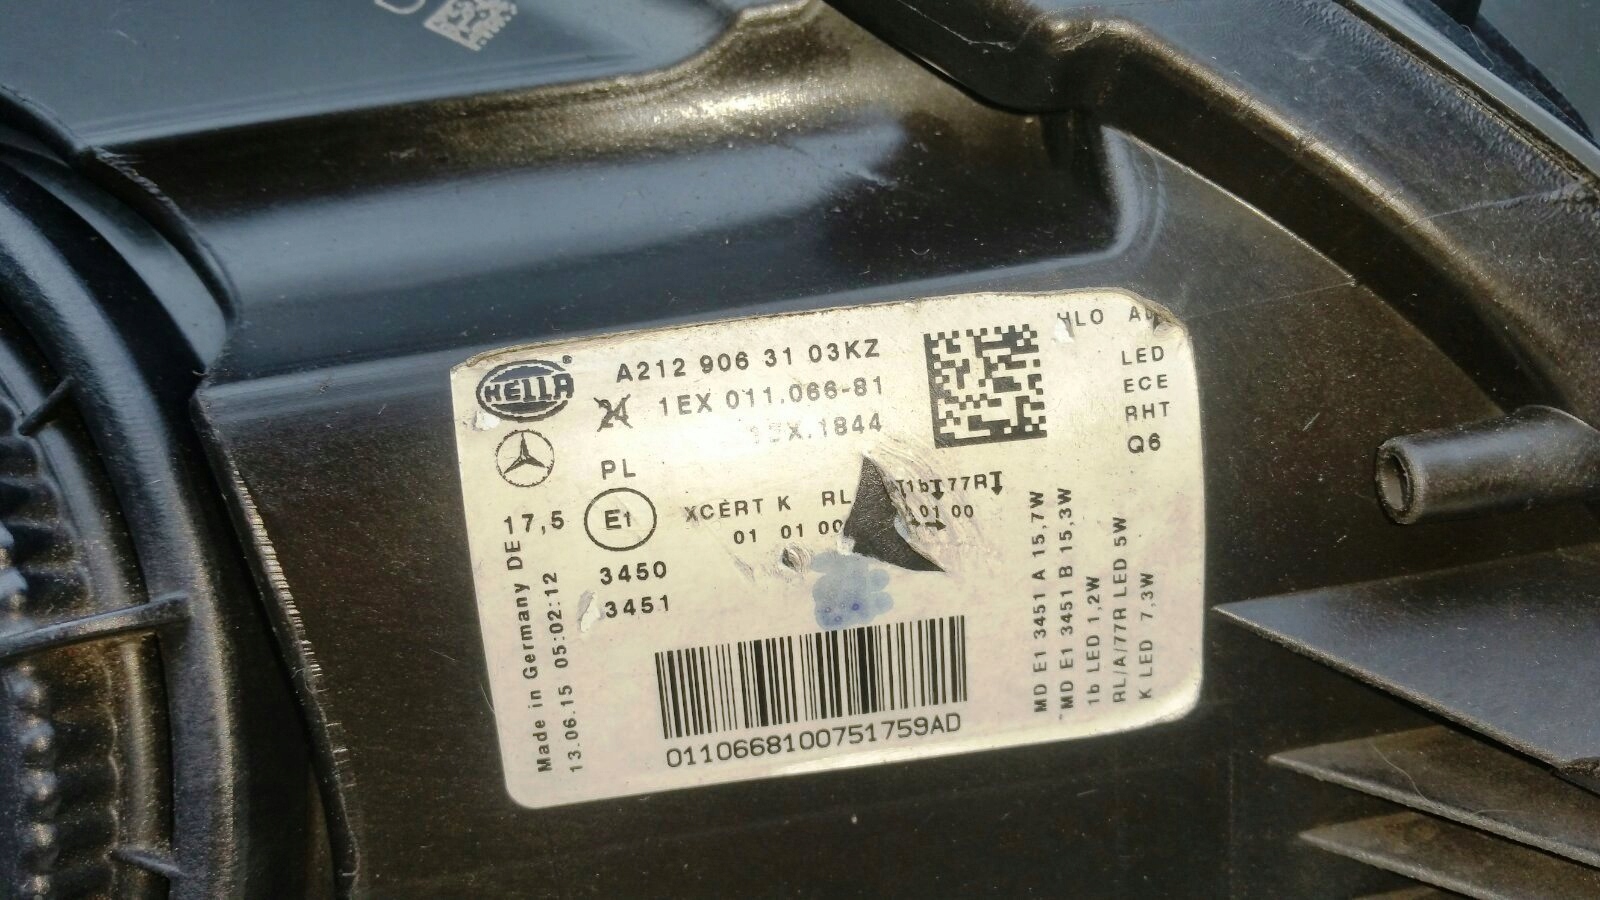 HELLA
A212 906 31 03KZ
24 1EX 011.066-81
.1844
PL
17,5 E1
XCERT K RL 1b 77R
01 01 00 01 00
3450
3451
LED
ECE
RHT
Q6
Made in Germany DE-
13.06.15 05:02:12
MD E1 3451 A 15,7W
MD E1 3451 B 15,3W
1b LED 1,2W
RL/A/77R LED 5W
K LED 7,3W
0110668100751759AD